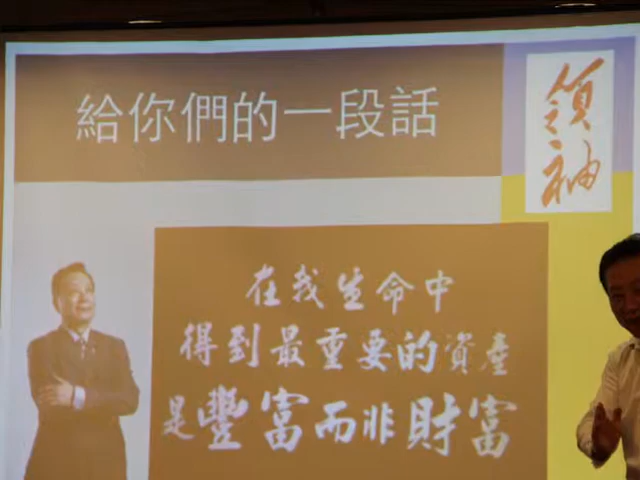 給你們的一段話
領袖
在我生命中
得到最重要的資產
是豐富而非財富